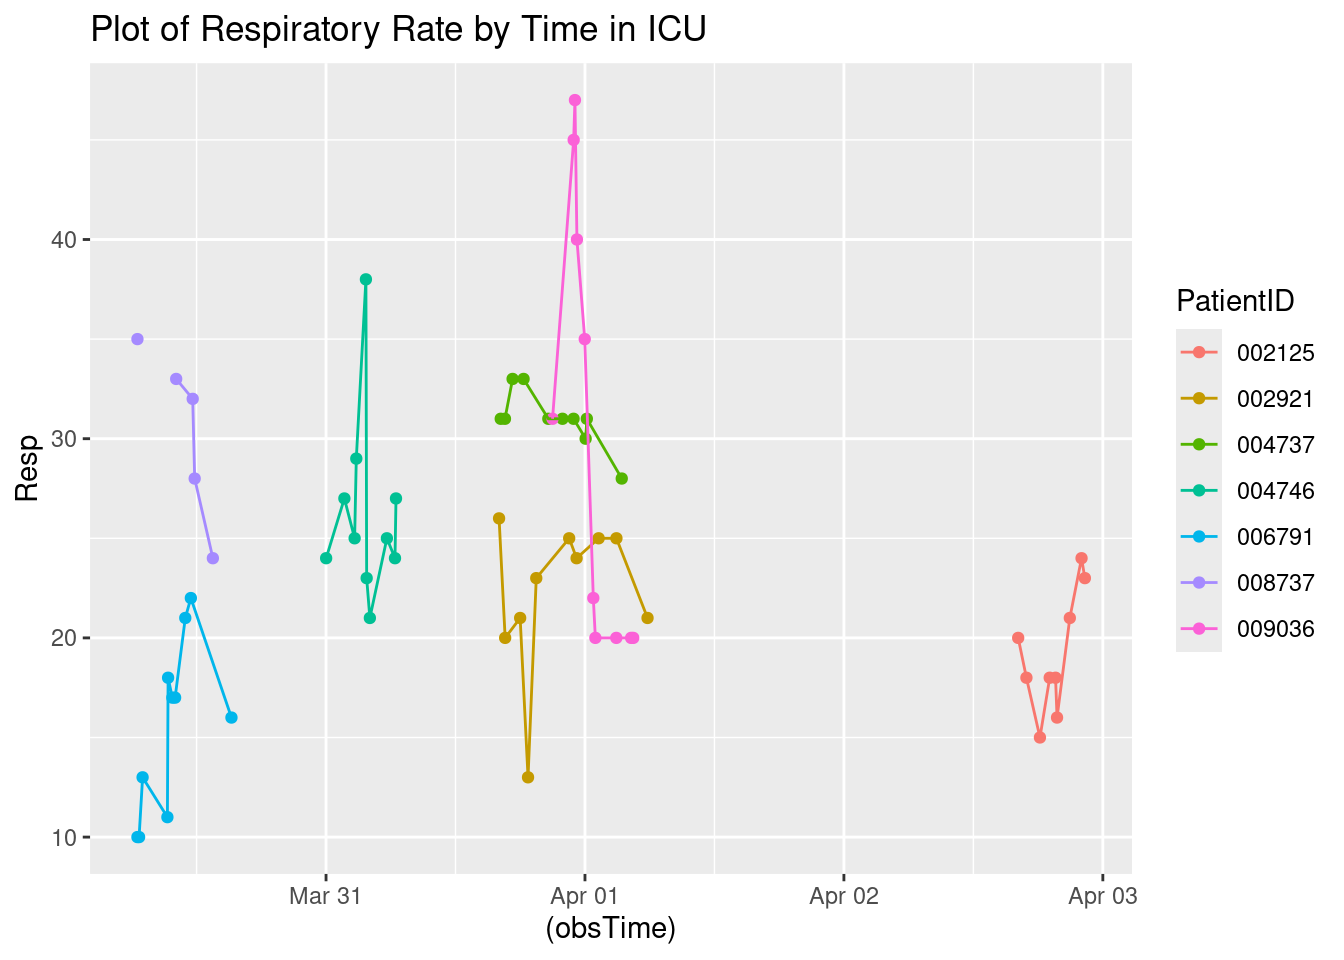 Plot of Respiratory Rate by Time in ICU
Resp
40
30
20
10
Mar 31
Apr 01
Apr 02
Apr 03
(obsTime)
PatientID
002125
002921
004737
004746
006791
008737
009036